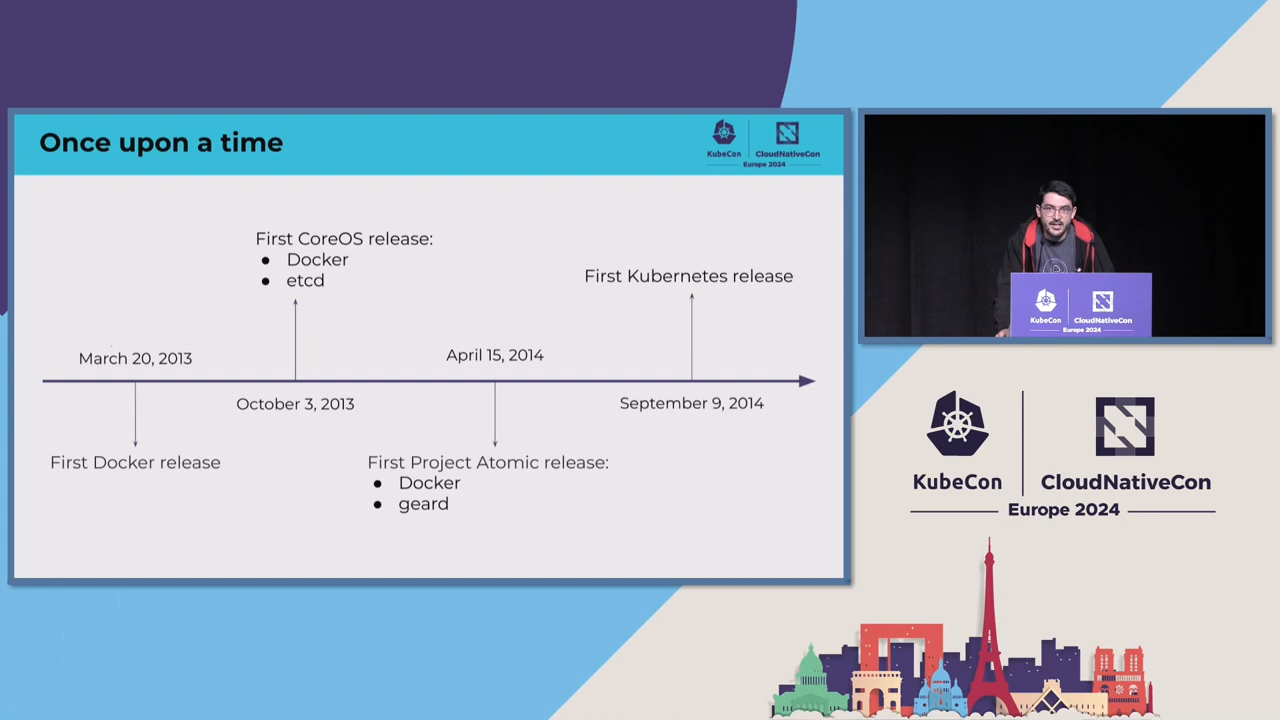 Once upon a time
KubeCon
CloudNativeCon
Europe 2024
First CoreOS release:
● Docker
● etcd
First Kubernetes release
March 20, 2013
April 15, 2014
October 3, 2013
September 9, 2014
First Docker release
First Project Atomic release:
● Docker
● geard
KubeCon
CloudNativeCon
Europe 2024
KubeCon
CloudNativeCon
Europe 2024